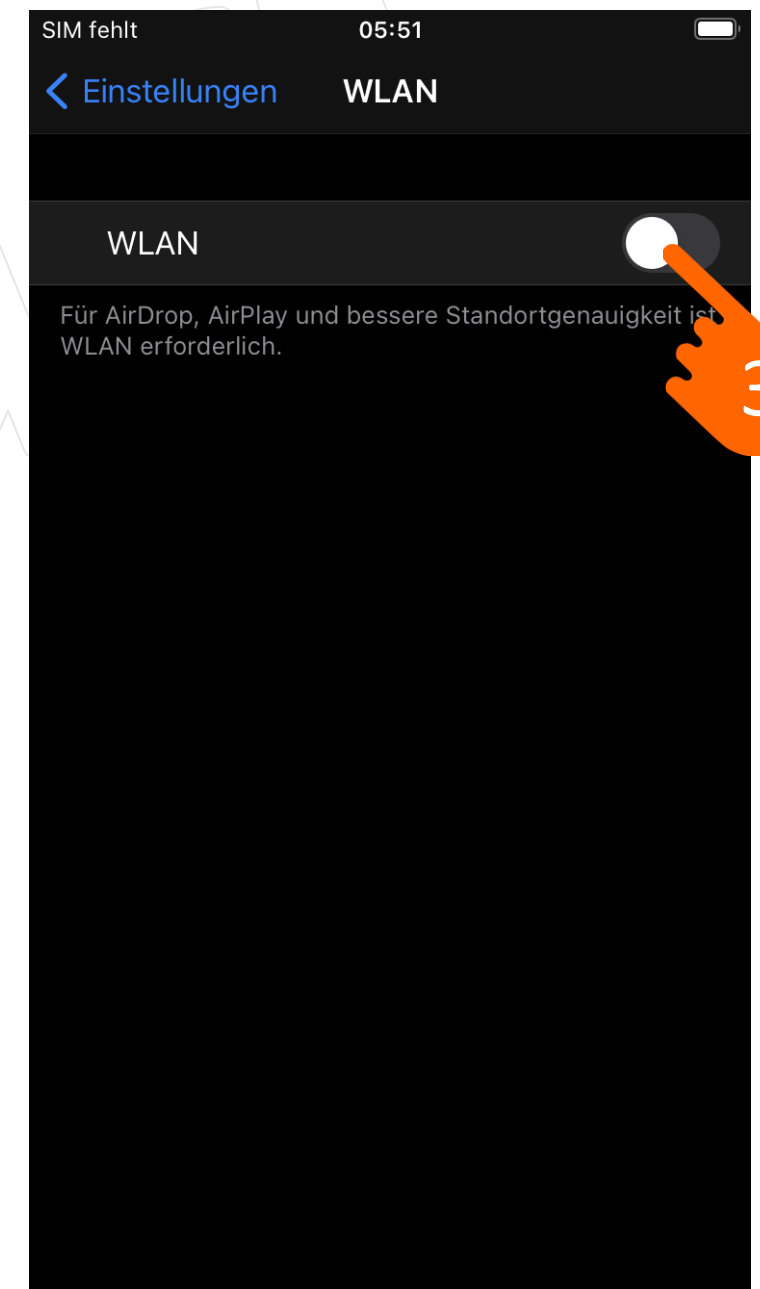 SIM fehlt 05:51
Einstellungen WLAN
WLAN
Für AirDrop, AirPlay und bessere Standortgenauigkeit ist
WLAN erforderlich.
3